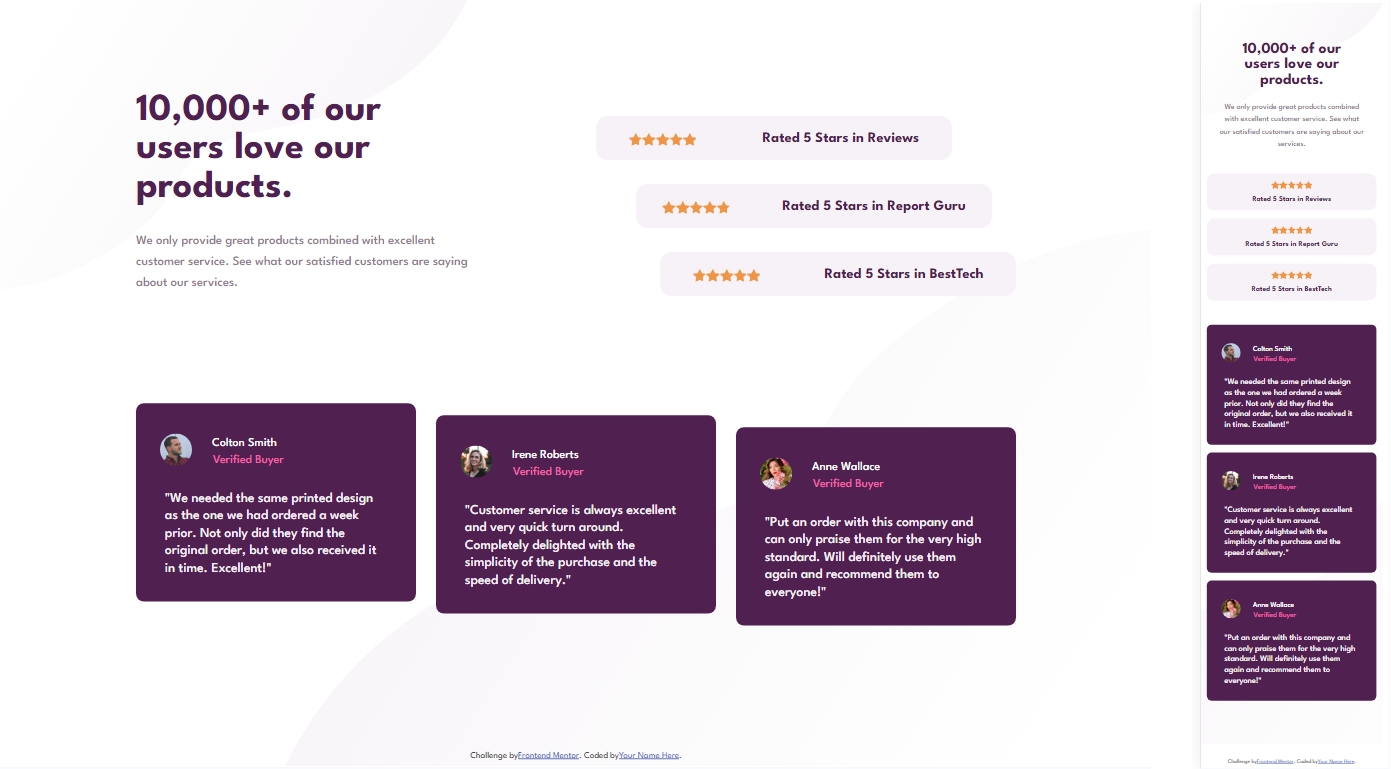 10,000+ of our
users love our
products.
We only provide great products combined with excellent
customer service. See what our satisfied customers are saying
about our services.
Rated 5 Stars in Reviews
Rated 5 Stars in Report Guru
Rated 5 Stars in BestTech
Colton Smith
Verified Buyer
"We needed the same printed design
as the one we had ordered a week
prior. Not only did they find the
original order, but we also received it
in time. Excellent!"
Irene Roberts
Verified Buyer
"Customer service is always excellent
and very quick turn around.
Completely delighted with the
simplicity of the purchase and the
speed of delivery."
Anne Wallace
Verified Buyer
"Put an order with this company and
can only praise them for the very high
standard. Will definitely use them
again and recommend them to
everyone!"
Challenge byFrontend Mentor. Coded byYour Name Here.
10,000+ of our
users love our
products.
We only provide great products combined
with excellent customer service. See what
our satisfied customers are saying about our
services.
Rated 5 Stars in Reviews
Rated 5 Stars in Report Guru
Rated 5 Stars in BestTech
Colton Smith
Verified Buyer
"We needed the same printed design
as the one we had ordered a week
prior. Not only did they find the
original order, but we also received it
in time. Excellent!"
Irene Roberts
Verified Buyer
"Customer service is always excellent
and very quick turn around.
Completely delighted with the
simplicity of the purchase and the
speed of delivery."
Anne Wallace
Verified Buyer
"Put an order with this company and
can only praise them for the very high
standard. Will definitely use them
again and recommend them to
everyone!"
Challenge byFrontend Mentor. Coded byYour Name Here.